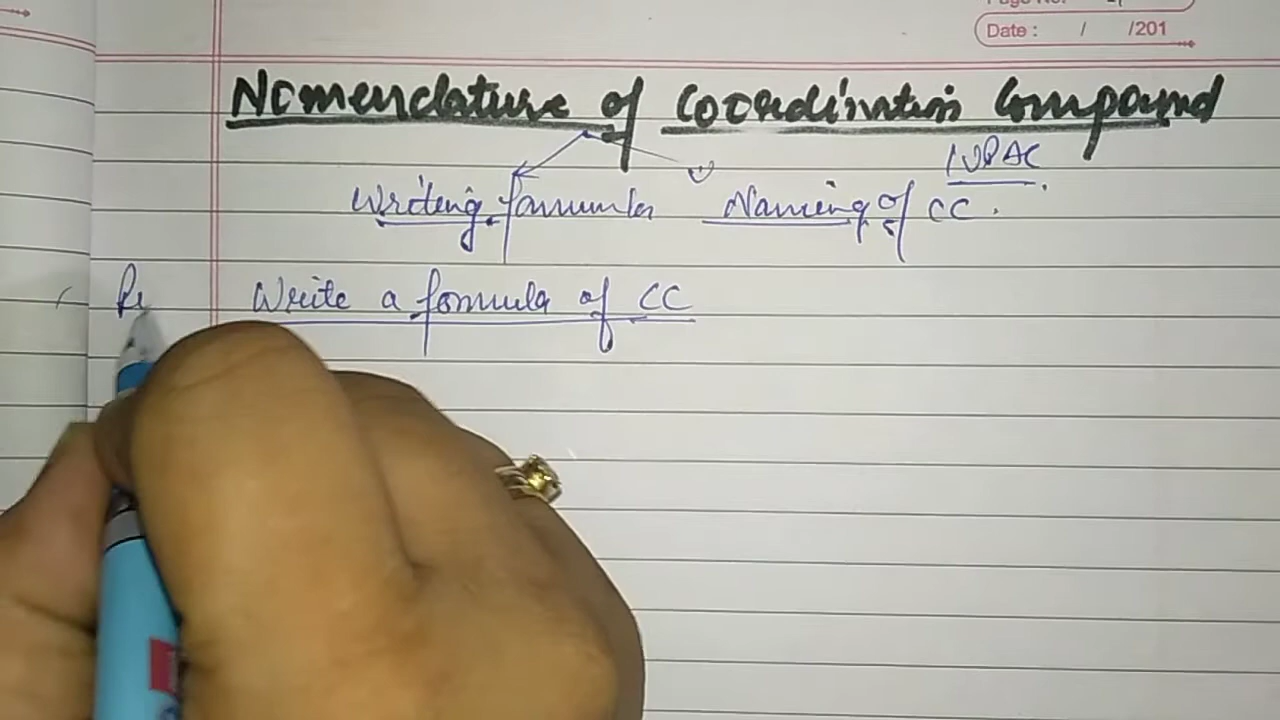 Date : / /201
Nomenclature of Coordination Compound
IUPAC
Writing formula Naming of CC.
Write a formula of CC